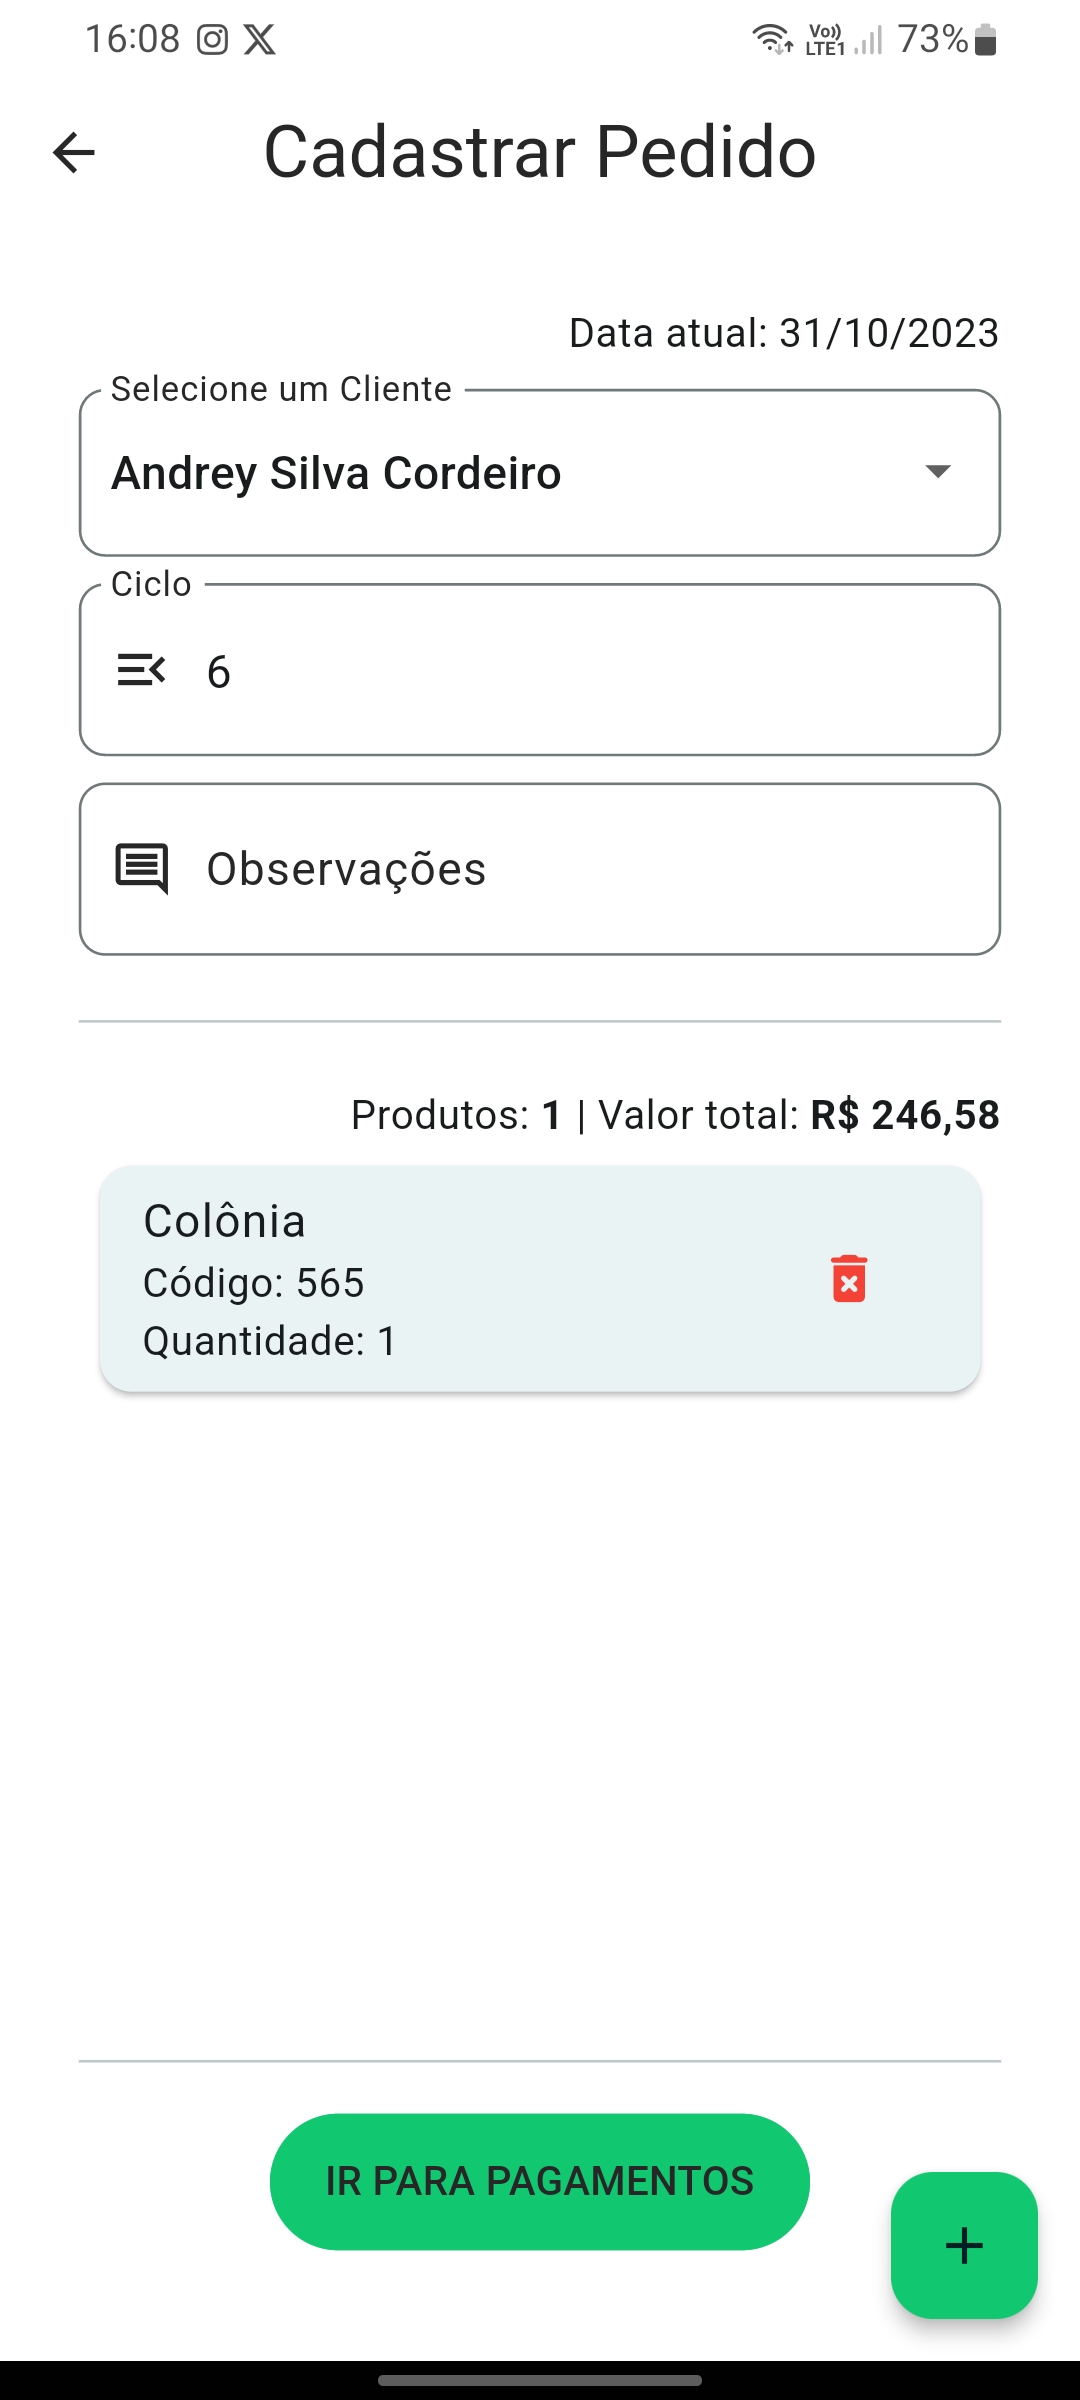 16:08
Vo))
LTE1
73%
Cadastrar Pedido
Data atual: 31/10/2023
Selecione um Cliente
Andrey Silva Cordeiro
Ciclo
6
Observações
Produtos: 1 | Valor total: R$ 246,58
Colônia
Código: 565
Quantidade: 1
IR PARA PAGAMENTOS
+